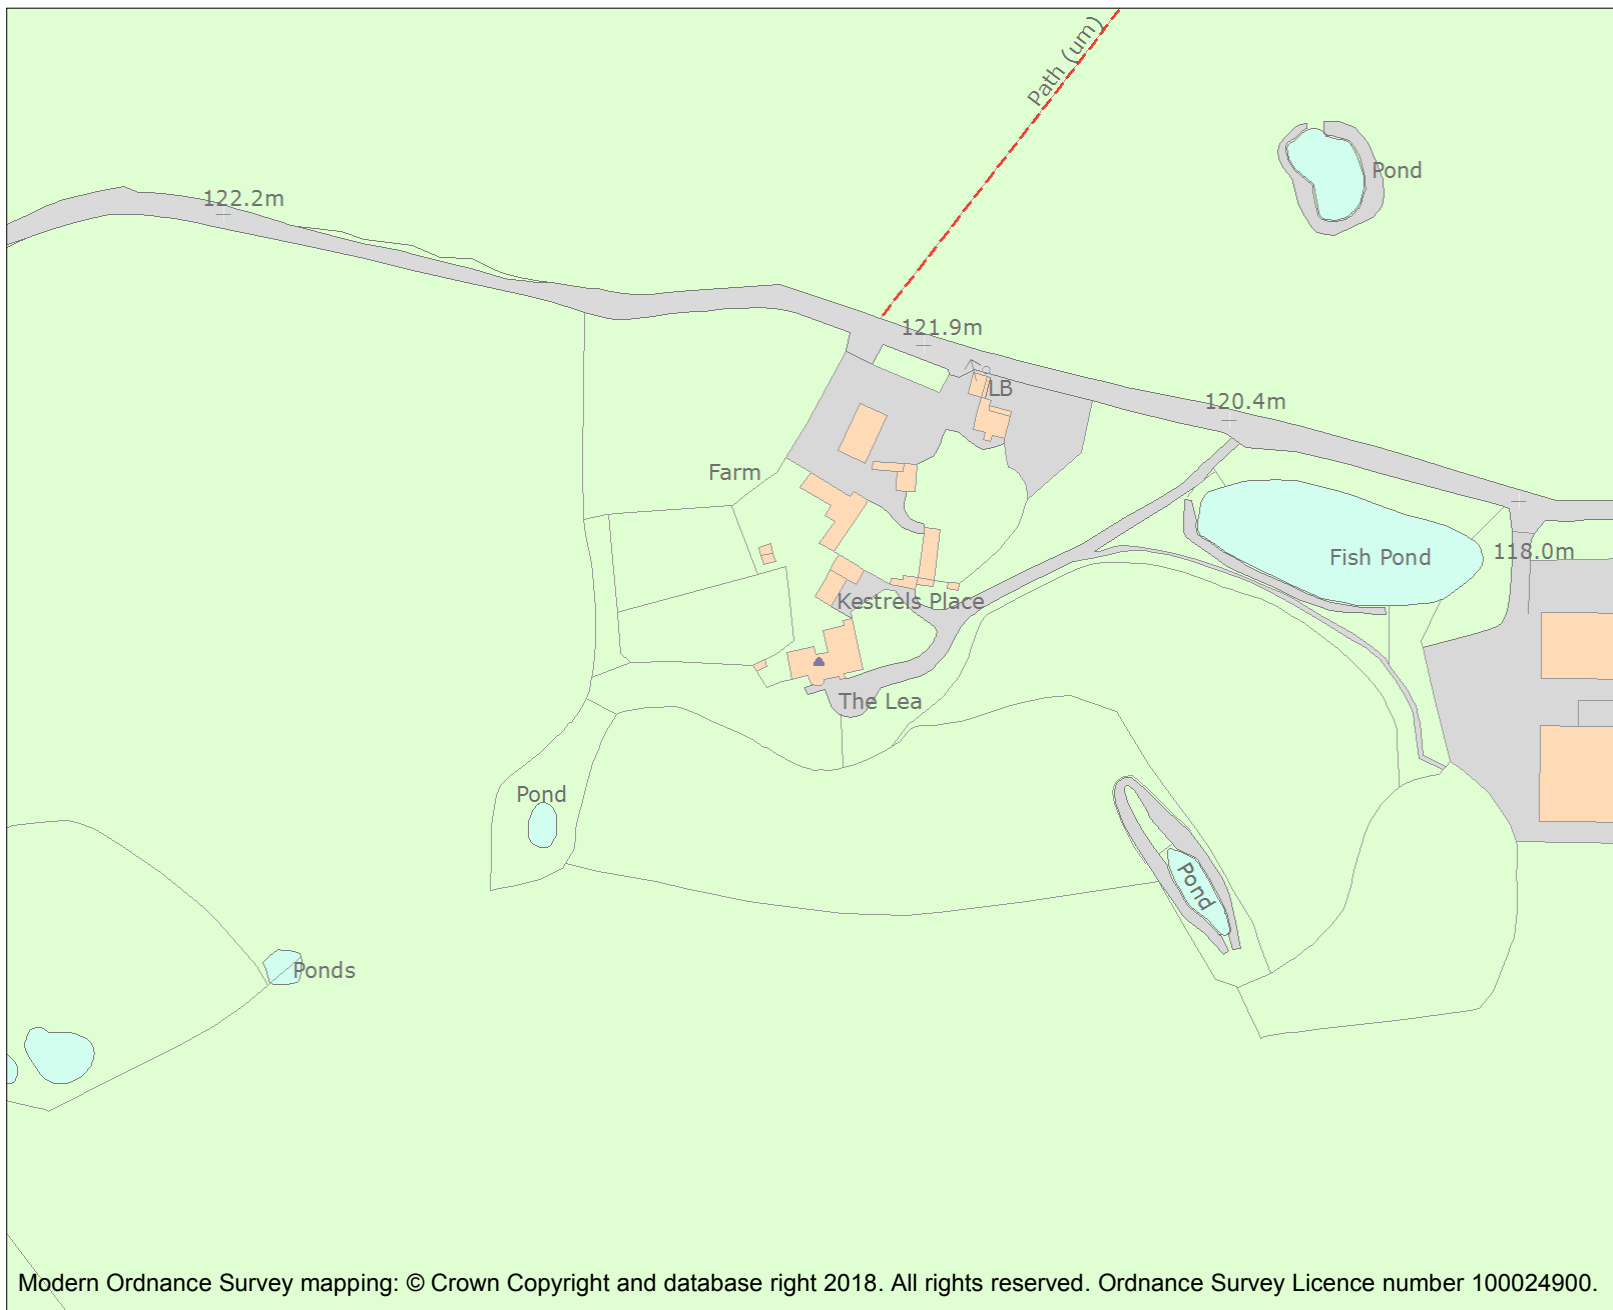 Path (um)
Pond
122.2m
121.9m
LB
120.4m
Farm
118.0m
Fish Pond
Kestrels Place
The Lea
Pond
Pond
Ponds
Modern Ordnance Survey mapping: © Crown Copyright and database right 2018. All rights reserved. Ordnance Survey Licence number 100024900.